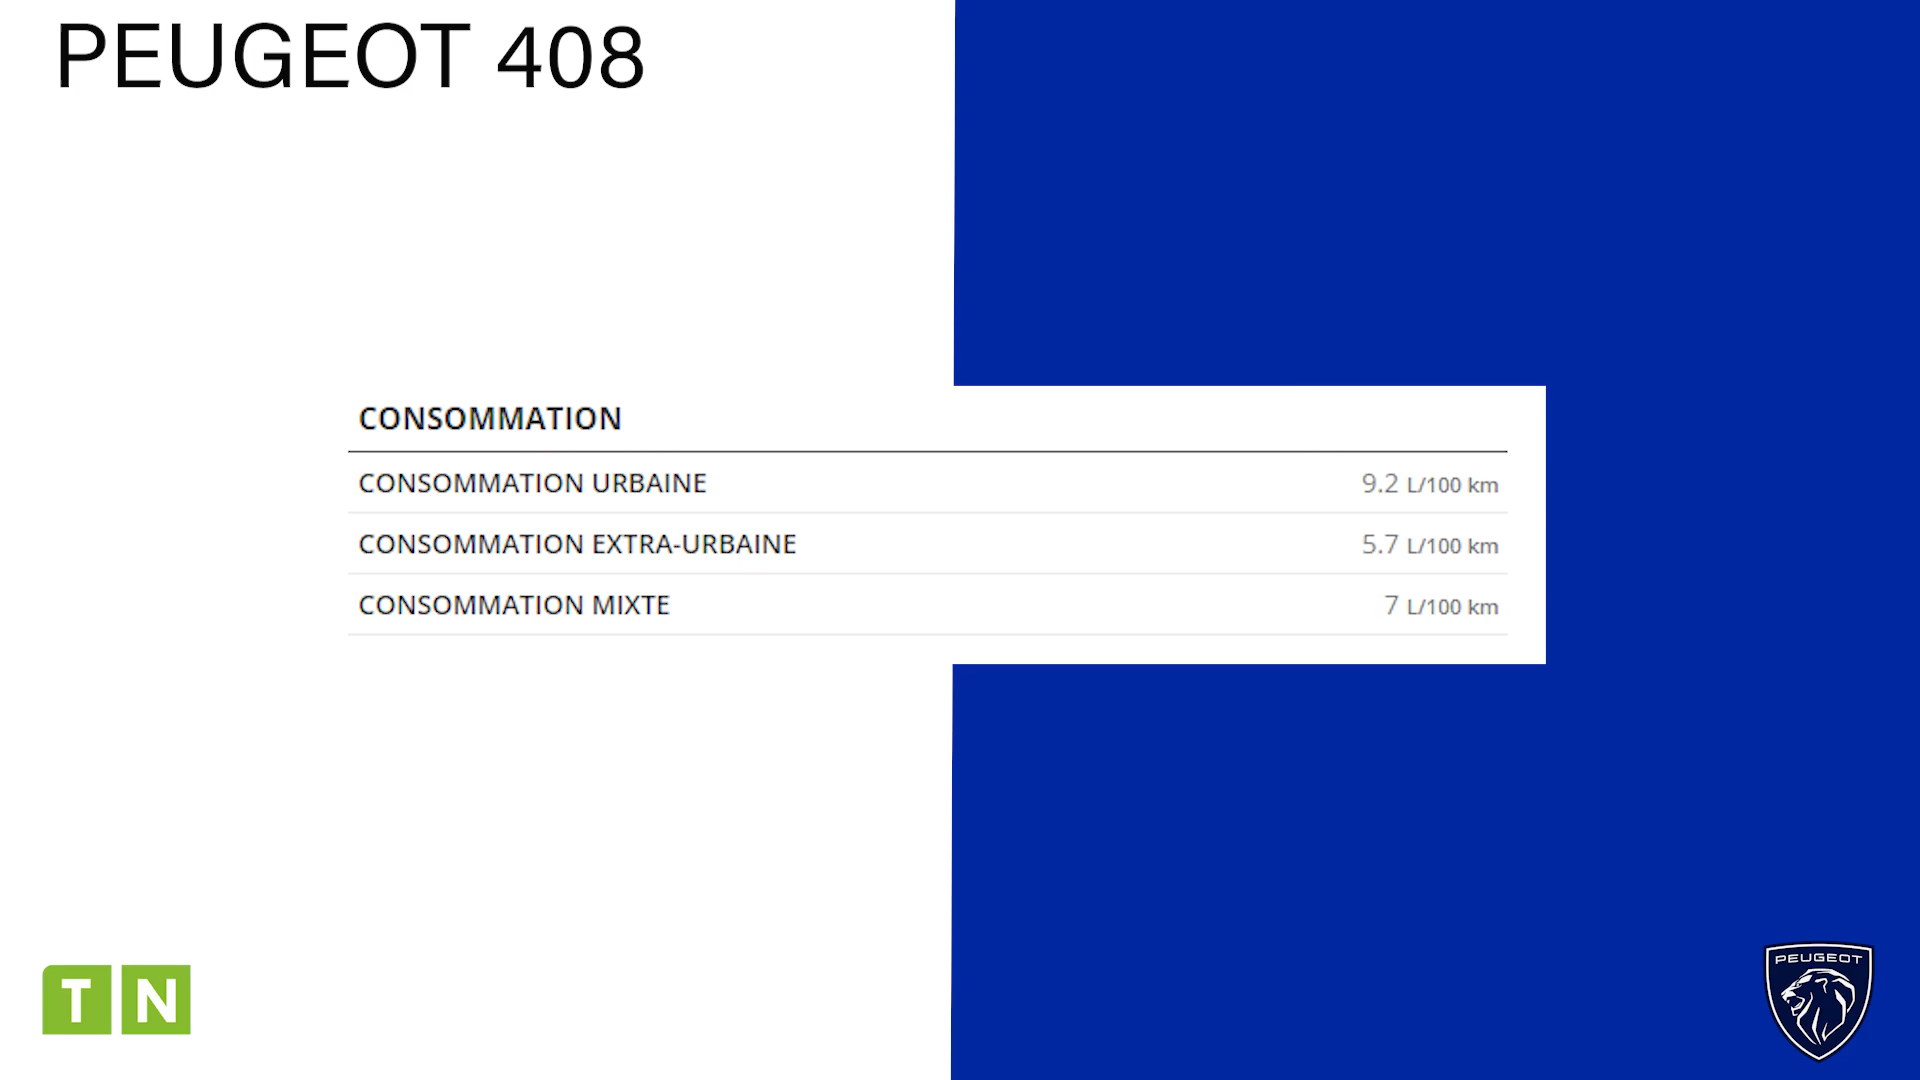 PEUGEOT 408
CONSOMMATION
CONSOMMATION URBAINE 9.2 L/100 km
CONSOMMATION EXTRA-URBAINE 5.7 L/100 km
CONSOMMATION MIXTE 7 L/100 km
TN
PEUGEOT